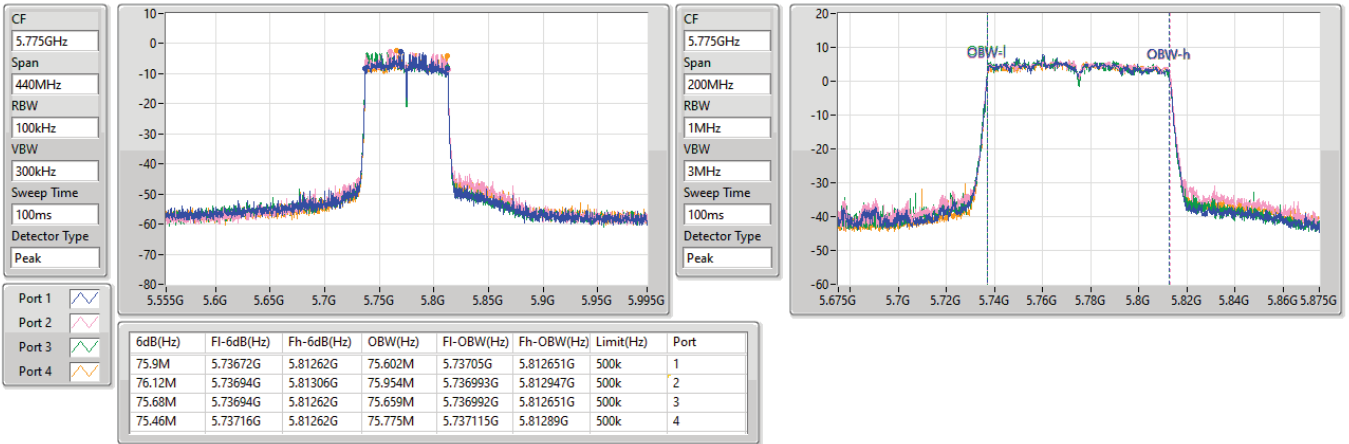 CF
5.775GHz
Span
440MHz
RBW
100kHz
VBW
300kHz
Sweep Time
100ms
Detector Type
Peak
10
0
-10
-20
-30
-40
-50
-60
-70
-80
5.555G 5.6G 5.65G 5.7G 5.75G 5.8G 5.85G 5.9G 5.95G 5.995G
CF
5.775GHz
Span
200MHz
RBW
1MHz
VBW
3MHz
Sweep Time
100ms
Detector Type
Peak
20
10
0
-10
-20
-30
-40
-50
-60
OBW-l OBW-h
5.675G 5.7G 5.72G 5.74G 5.76G 5.78G 5.8G 5.82G 5.84G 5.86G 5.875G
Port 1
Port 2
Port 3
Port 4
6dB(Hz) Fl-6dB(Hz) Fh-6dB(Hz) OBW(Hz) Fl-OBW(Hz) Fh-OBW(Hz) Limit(Hz) Port
75.9M 5.73672G 5.81262G 75.602M 5.73705G 5.812651G 500k 1
76.12M 5.73694G 5.81306G 75.954M 5.736993G 5.812947G 500k 2
75.68M 5.73694G 5.81262G 75.659M 5.736992G 5.812651G 500k 3
75.46M 5.73716G 5.81262G 75.775M 5.737115G 5.81289G 500k 4